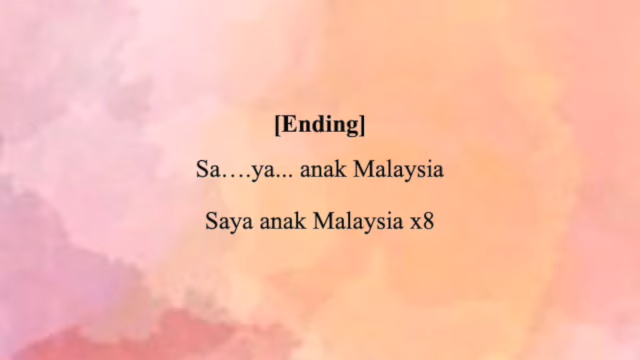 [Ending]
Sa….ya... anak Malaysia
Saya anak Malaysia x8